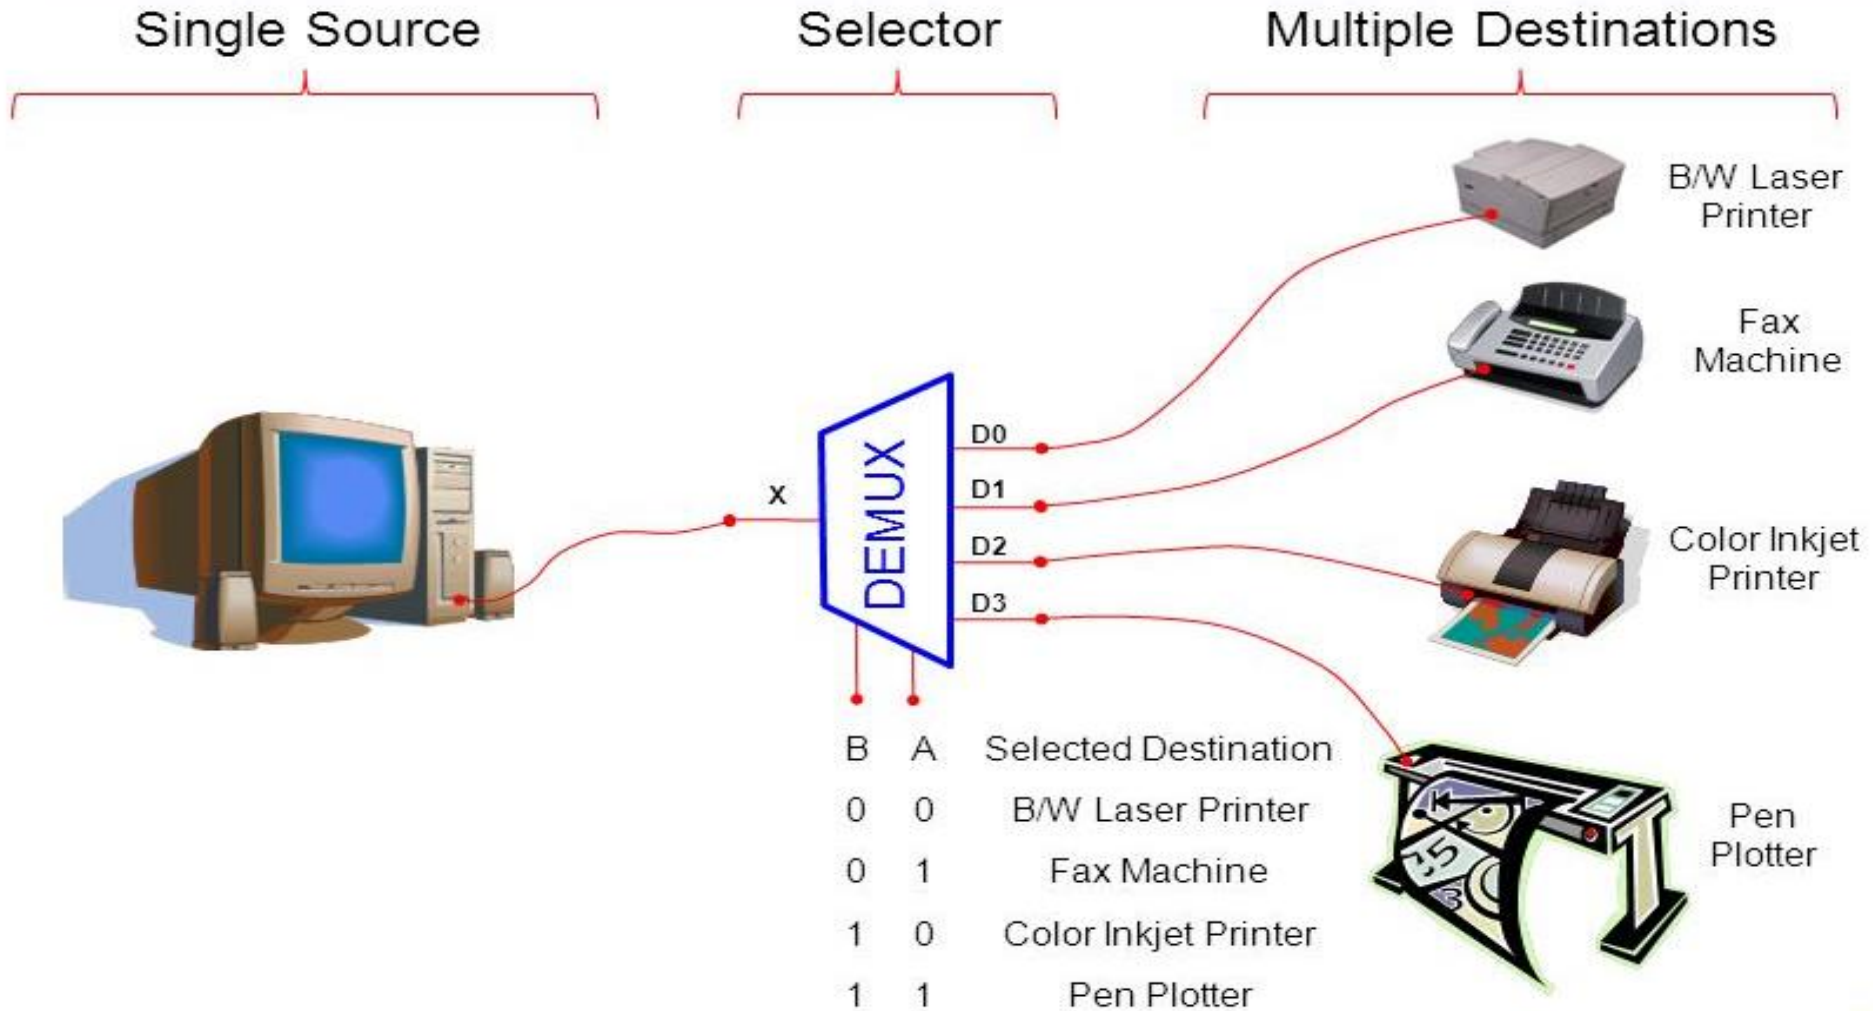 Single Source
Selector
Multiple Destinations
B/W Laser
Printer
Fax
Machine
Color Inkjet
Printer
Pen
Plotter
X
DEMUX
D0
D1
D2
D3
B A Selected Destination
0 0 B/W Laser Printer
0 1 Fax Machine
1 0 Color Inkjet Printer
1 1 Pen Plotter